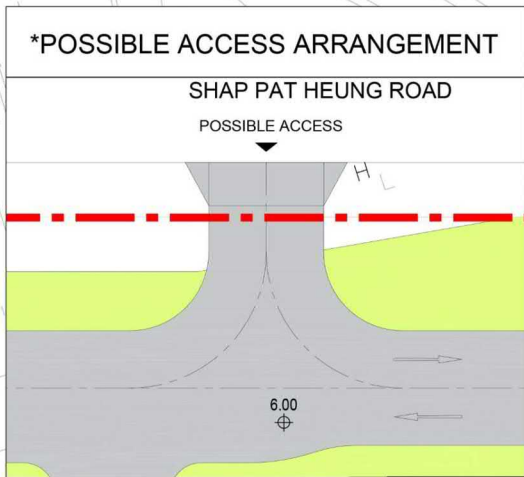 *POSSIBLE ACCESS ARRANGEMENT
SHAP PAT HEUNG ROAD
POSSIBLE ACCESS
H
L
6.00